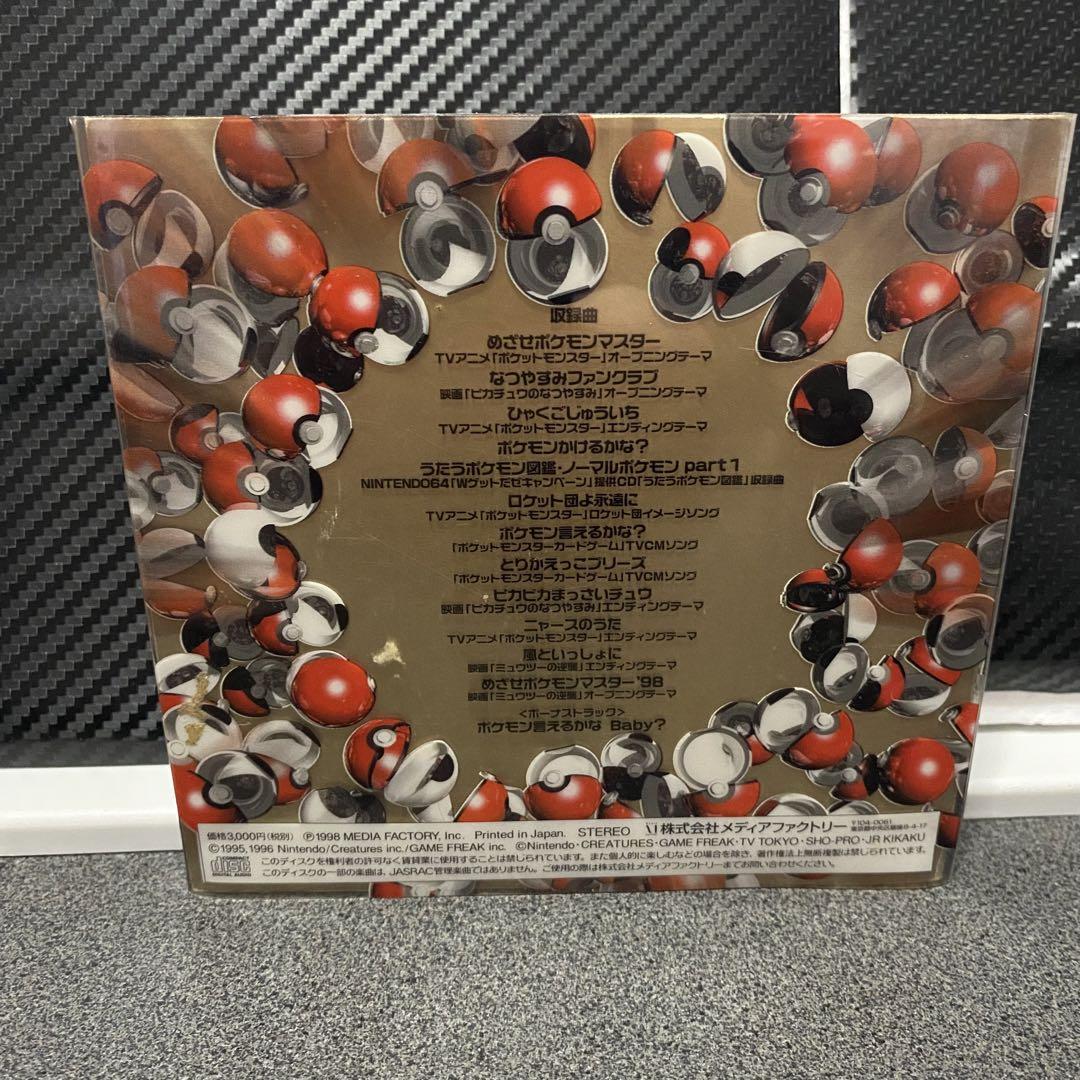 収録曲
めざせポケモンマスター
TVアニメ「ポケットモンスター」オープニングテーマ
なつやすみファンクラブ
映画「ピカチュウのなつやすみ」オープニングテーマ
ひゃくごじゅういち
TVアニメ「ポケットモンスター」エンディングテーマ
ポケモンかけるかな?
うたうポケモン図鑑・ノーマルポケモン part 1
NINTENDO64「Wゲットだぜキャンペーン」提供CD「うたうポケモン図鑑」収録曲
ロケット団よ永遠に
TVアニメ「ポケットモンスター」ロケット団イメージソング
ポケモン言えるかな?
「ポケットモンスターカードゲーム」TVCMソング
とりかえっこプリーズ
「ポケットモンスターカードゲーム」TVCMソング
ピカピカまっさいチュウ
映画「ピカチュウのなつやすみ」エンディングテーマ
ニャースのうた
TVアニメ「ポケットモンスター」エンディングテーマ
風といっしょに
映画「ミュウツーの逆襲」エンディングテーマ
めざせポケモンマスター'98
映画「ミュウツーの逆襲」オープニングテーマ
<ボーナストラック>
ポケモン言えるかな Baby?
価格3,000円(税別) Ⓟ1998 MEDIA FACTORY, Inc. Printed in Japan. STEREO 株式会社メディアファクトリー 〒104-0061 東京都中央区銀座8-4-17
©1995,1996 Nintendo/Creatures inc./GAME FREAK inc. ©Nintendo・CREATURES・GAME FREAK・TV TOKYO・SHO-PRO・JR KIKAKU
COMPACT disc DIGITAL AUDIO
このディスクを権利者の許可なく賃貸業に使用することは禁じられています。また個人的に楽しむなどの場合を除き、著作権法上無断複製は禁じられています。
このディスクの一部の楽曲は、JASRAC管理楽曲ではありません。ご使用の際は株式会社メディアファクトリーまでお問い合わせください。